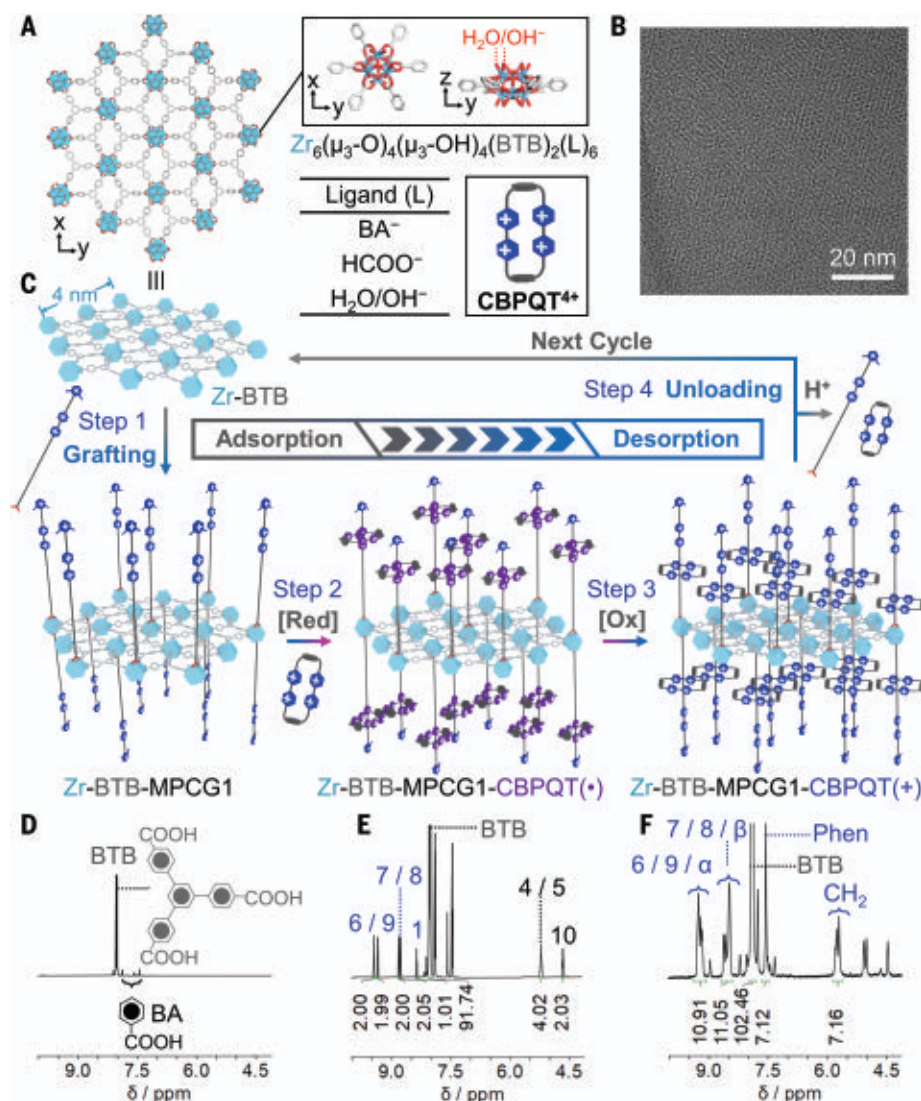 A
B
x
y
x
y
z
y
H₂O/OH⁻
Zr₆(μ₃-O)₄(μ₃-OH)₄(BTB)₂(L)₆
Ligand (L)
BA⁻
HCOO⁻
H₂O/OH⁻
CBPQT⁴⁺
20 nm
C
4 nm
Zr-BTB
Next Cycle
Step 1
Grafting
Adsorption
Desorption
Step 4 Unloading
H⁺
Step 2
[Red]
Step 3
[Ox]
Zr-BTB-MPCG1
Zr-BTB-MPCG1-CBPQT(•)
Zr-BTB-MPCG1-CBPQT(+)
D
BTB
COOH
COOH
COOH
BA
COOH
9.0 7.5 6.0 4.5
δ / ppm
E
BTB
7 / 8
6 / 9
1
4 / 5
10
2.00
1.99
2.00
2.05
1.01
91.74
4.02
2.03
9.0 7.5 6.0 4.5
δ / ppm
F
7 / 8 / β
6 / 9 / α
Phen
BTB
CH₂
10.91
11.05
102.46
7.12
7.16
9.0 7.5 6.0 4.5
δ / ppm